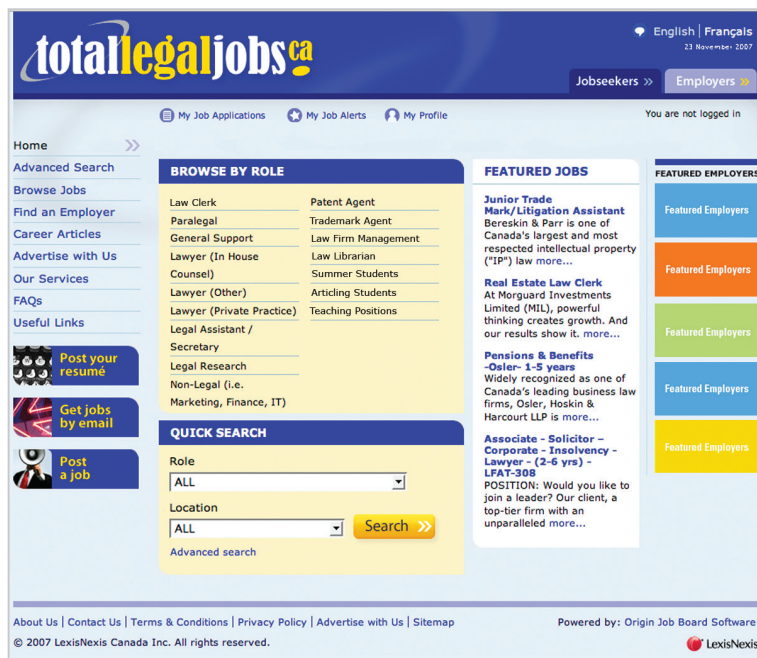 totallegaljobs.ca
English | Français
23 November 2007
Jobseekers »
Employers »
My Job Applications
My Job Alerts
My Profile
You are not logged in
Home
Advanced Search
Browse Jobs
Find an Employer
Career Articles
Advertise with Us
Our Services
FAQs
Useful Links
Post your
resumé
Get jobs
by email
Post
a job
BROWSE BY ROLE
Law Clerk
Paralegal
General Support
Lawyer (In House
Counsel)
Lawyer (Other)
Lawyer (Private Practice)
Legal Assistant /
Secretary
Legal Research
Non-Legal (i.e.
Marketing, Finance, IT)
Patent Agent
Trademark Agent
Law Firm Management
Law Librarian
Summer Students
Articling Students
Teaching Positions
QUICK SEARCH
Role
ALL
Location
ALL
Search »
Advanced search
FEATURED JOBS
Junior Trade
Mark/Litigation Assistant
Bereskin & Parr is one of
Canada's largest and most
respected intellectual property
("IP") law more...
Real Estate Law Clerk
At Morguard Investments
Limited (MIL), powerful
thinking creates growth. And
our results show it. more...
Pensions & Benefits
-Osler- 1-5 years
Widely recognized as one of
Canada's leading business law
firms, Osler, Hoskin &
Harcourt LLP is more...
Associate - Solicitor –
Corporate - Insolvency -
Lawyer - (2-6 yrs) -
LFAT-308
POSITION: Would you like to
join a leader? Our client, a
top-tier firm with an
unparalleled more...
FEATURED EMPLOYERS
Featured Employers
Featured Employers
Featured Employers
Featured Employers
Featured Employers
About Us | Contact Us | Terms & Conditions | Privacy Policy | Advertise with Us | Sitemap
Powered by: Origin Job Board Software
© 2007 LexisNexis Canada Inc. All rights reserved.
LexisNexis